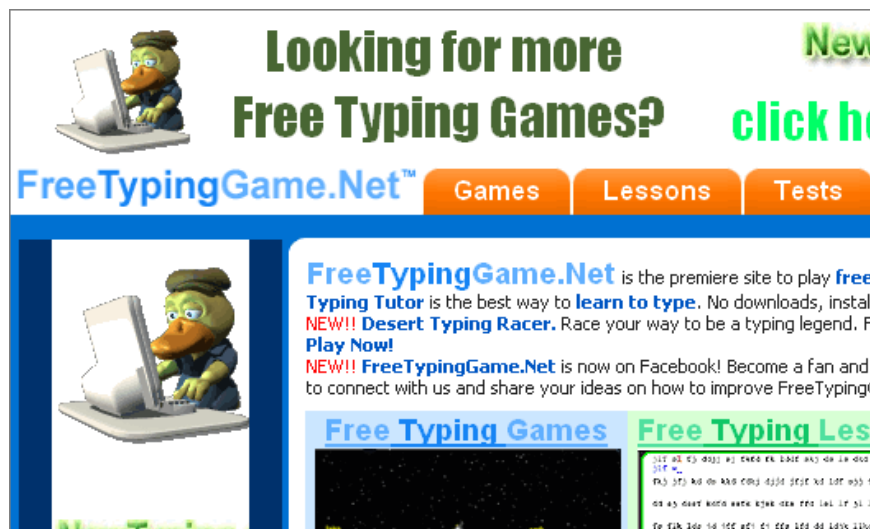 Looking for more
Free Typing Games?
New
click he
FreeTypingGame.Net™
Games
Lessons
Tests
FreeTypingGame.Net is the premiere site to play free
Typing Tutor is the best way to learn to type. No downloads, instal
NEW!! Desert Typing Racer. Race your way to be a typing legend. F
Play Now!
NEW!! FreeTypingGame.Net is now on Facebook! Become a fan and
to connect with us and share your ideas on how to improve FreeTyping
Free Typing Games
Free Typing Les
New Typing